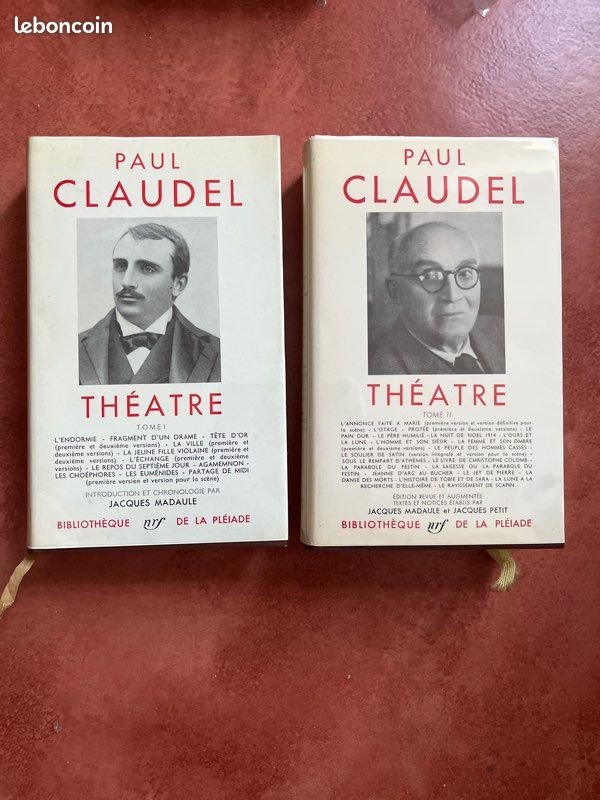 leboncoin
PAUL
CLAUDEL
THÉATRE
TOME I
L'ENDORMIE - FRAGMENT D'UN DRAME - TÊTE D'OR
(première et deuxième versions) - LA VILLE (première et
deuxième versions) - LA JEUNE FILLE VIOLAINE (première et
deuxième versions) - L'ÉCHANGE (première et deuxième
versions) - LE REPOS DU SEPTIÈME JOUR - AGAMEMNON -
LES CHOÉPHORES - LES EUMÉNIDES - PARTAGE DE MIDI
(première version et version pour la scène)
INTRODUCTION ET CHRONOLOGIE PAR
JACQUES MADAULE
BIBLIOTHÈQUE nrf DE LA PLÉIADE
PAUL
CLAUDEL
THÉATRE
TOME II
L'ANNONCE FAITE A MARIE (première version et version définitive pour
la scène) - L'OTAGE - PROTÉE (première et deuxième versions) - LE
PAIN DUR - LE PÈRE HUMILIÉ - LA NUIT DE NOËL 1914 - L'OURS ET
LA LUNE - L'HOMME ET SON DÉSIR - LA FEMME ET SON OMBRE
(première et deuxième versions) - LE PEUPLE DES HOMMES CASSÉS -
LE SOULIER DE SATIN (version intégrale et version pour la scène) -
SOUS LE REMPART D'ATHÈNES - LE LIVRE DE CHRISTOPHE COLOMB -
LA PARABOLE DU FESTIN - LA SAGESSE OU LA PARABOLE DU
FESTIN - JEANNE D'ARC AU BUCHER - LE JET DE PIERRE - LA
DANSE DES MORTS - L'HISTOIRE DE TOBIE ET DE SARA - LA LUNE A LA
RECHERCHE D'ELLE-MÊME - LE RAVISSEMENT DE SCAPIN
ÉDITION REVUE ET AUGMENTÉE
TEXTES ET NOTICES ÉTABLIS PAR
JACQUES MADAULE et JACQUES PETIT
BIBLIOTHÈQUE nrf DE LA PLÉIADE